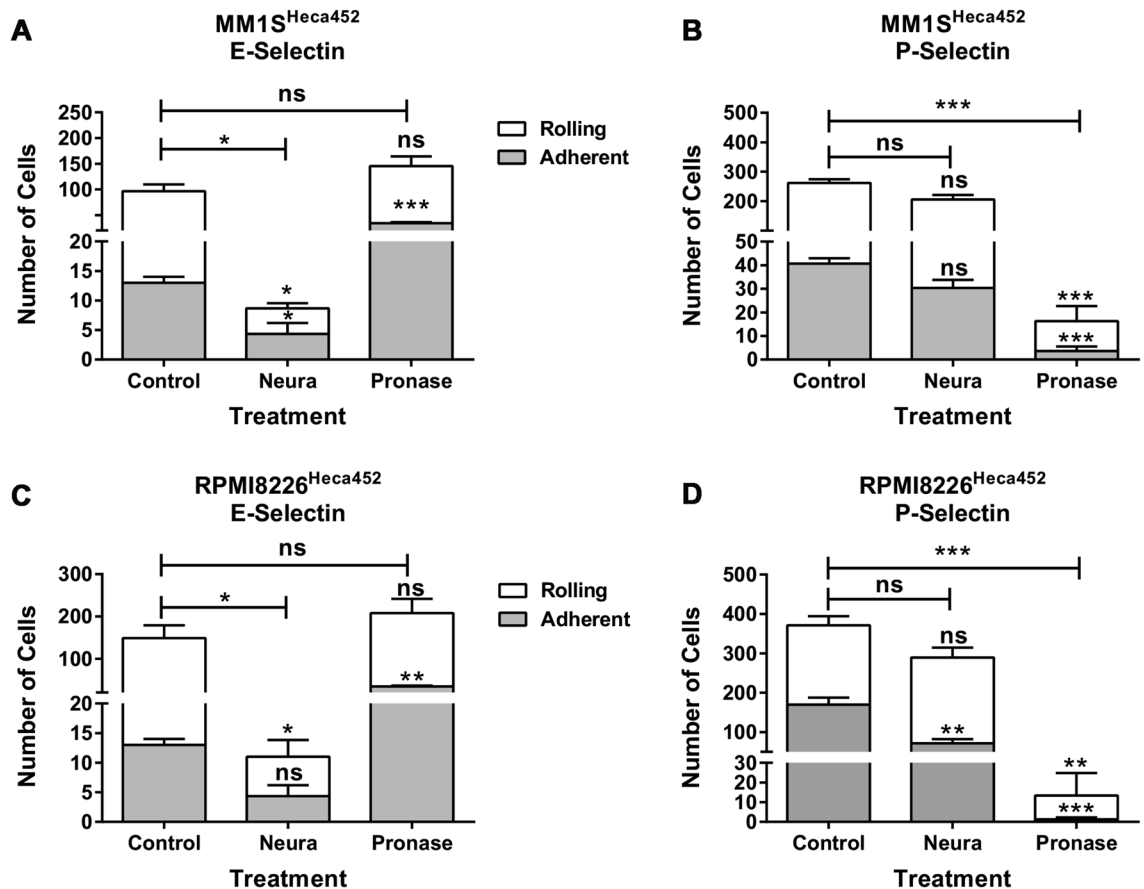 A
MM1S^Heca452
E-Selectin
ns
*
ns
***
*
*
Number of Cells
250
200
150
100
20
15
10
5
0
Control Neura Pronase
Treatment
Rolling
Adherent
B
MM1S^Heca452
P-Selectin
***
ns
ns
ns
***
***
Number of Cells
500
400
300
200
50
40
30
20
10
0
Control Neura Pronase
Treatment
C
RPMI8226^Heca452
E-Selectin
ns
*
ns
**
*
ns
Number of Cells
300
200
100
20
15
10
5
0
Control Neura Pronase
Treatment
Rolling
Adherent
D
RPMI8226^Heca452
P-Selectin
***
ns
ns
**
**
***
Number of Cells
500
400
300
200
100
30
20
10
0
Control Neura Pronase
Treatment